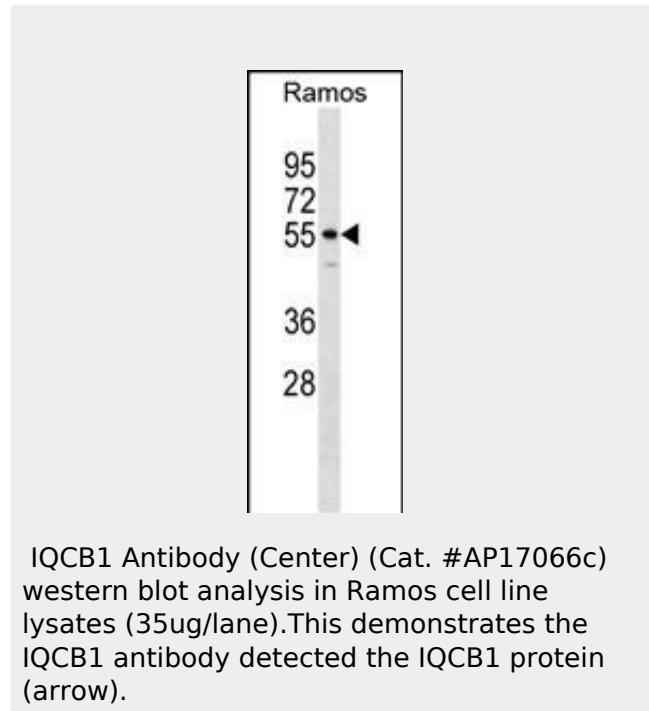 Ramos
95
72
55
36
28
IQCB1 Antibody (Center) (Cat. #AP17066c)
western blot analysis in Ramos cell line
lysates (35ug/lane).This demonstrates the
IQCB1 antibody detected the IQCB1 protein
(arrow).